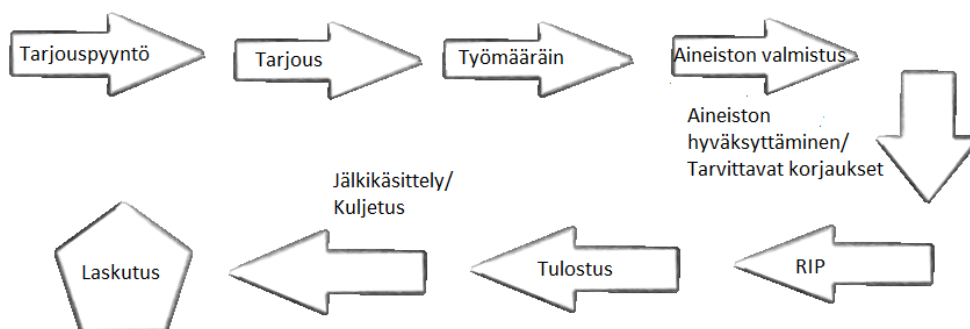 Tarjouspyyntö
Tarjous
Työmääräin
Aineiston valmistus
Aineiston
hyväksyttäminen/
Tarvittavat korjaukset
RIP
Tulostus
Jälkikäsittely/
Kuljetus
Laskutus